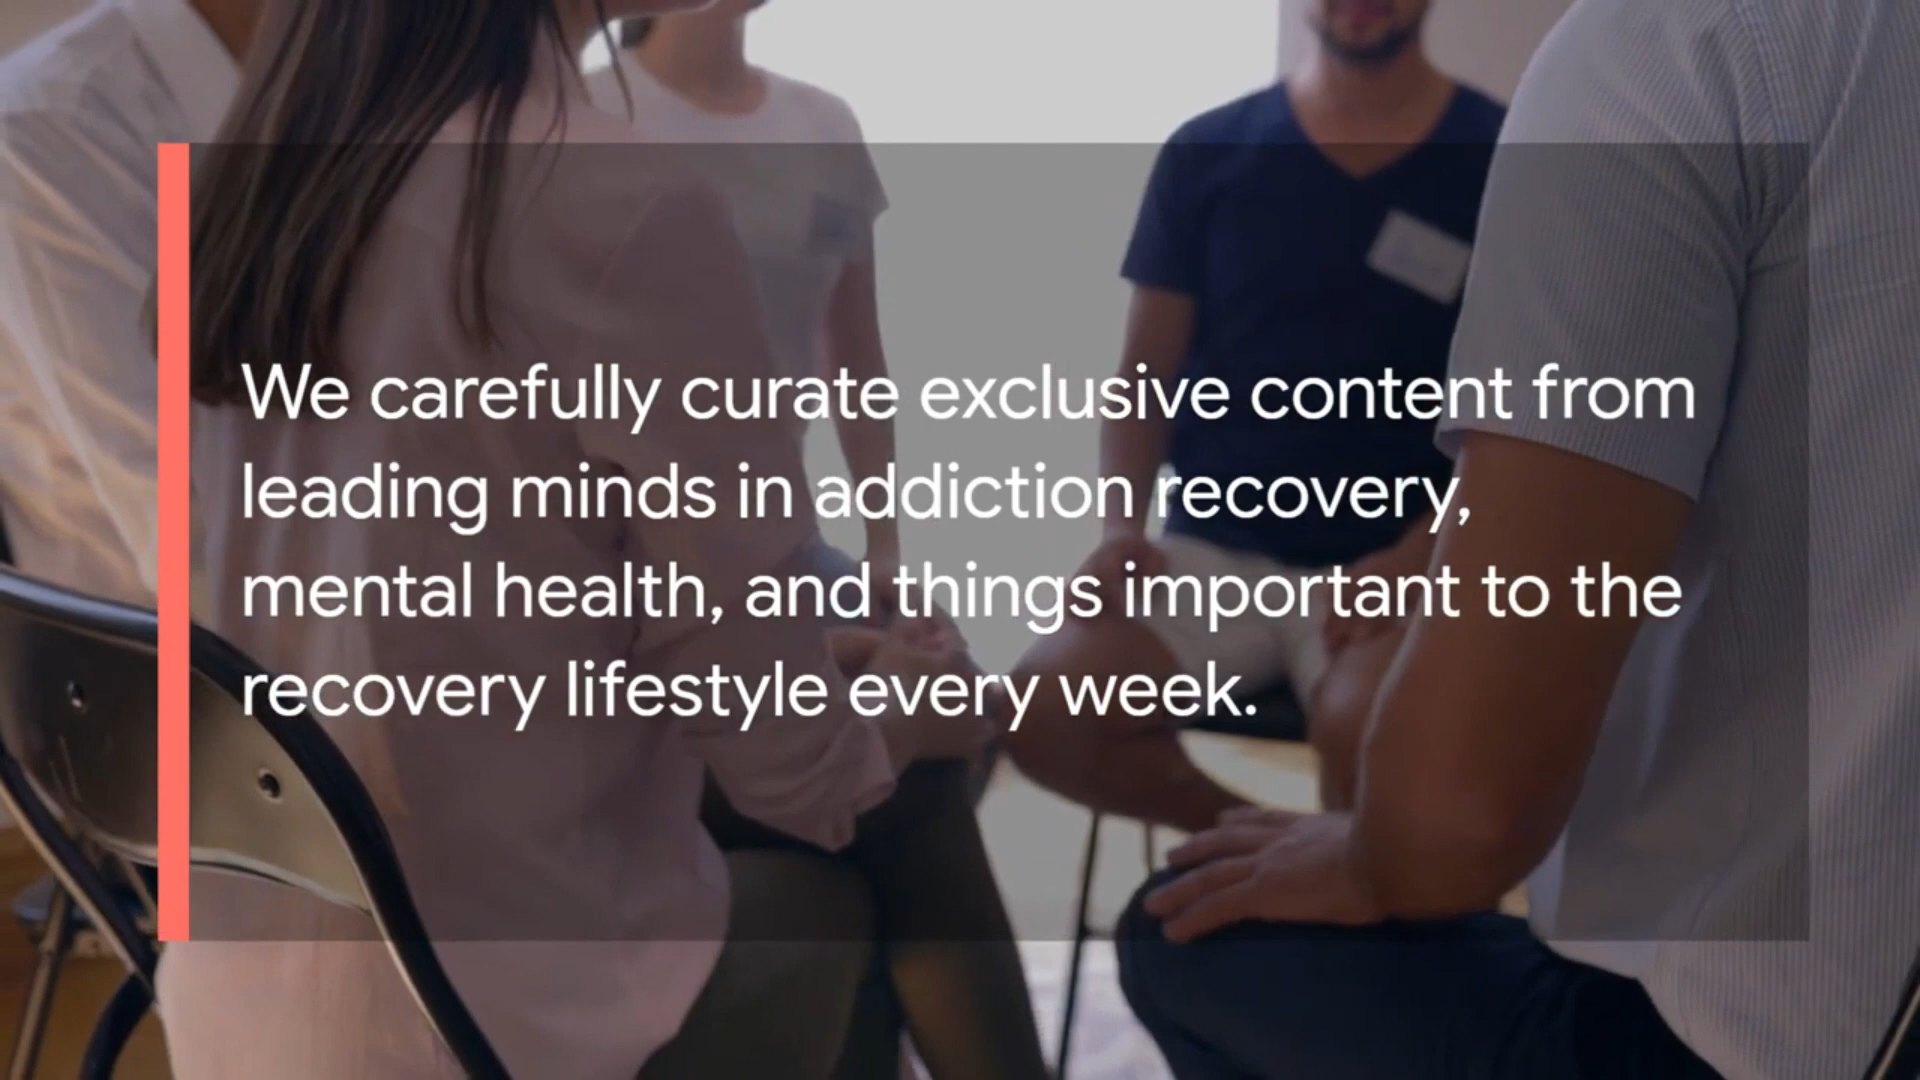 We carefully curate exclusive content from
leading minds in addiction recovery,
mental health, and things important to the
recovery lifestyle every week.